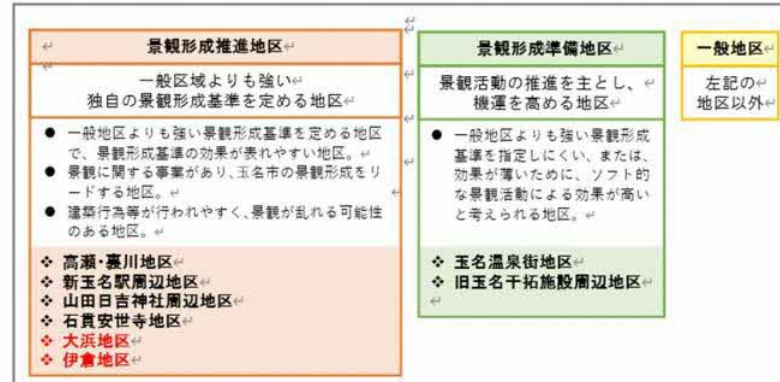 景観形成推進地区
一般区域よりも強い
独自の景観形成基準を定める地区
● 一般地区よりも強い景観形成基準を定める地区
で、景観形成基準の効果が表れやすい地区。
● 景観に関する事業があり、玉名市の景観形成をリ
ードする地区。
● 建築行為等が行われやすく、景観が乱れる可能性
のある地区。
❖ 高瀬・裏川地区
❖ 新玉名駅周辺地区
❖ 山田日吉神社周辺地区
❖ 石貫安世寺地区
❖ 大浜地区
❖ 伊倉地区
景観形成準備地区
景観活動の推進を主とし、
機運を高める地区
● 一般地区よりも強い景観形成
基準を指定しにくい、または、
効果が薄いために、ソフト的
な景観活動による効果が高い
と考えられる地区。
❖ 玉名温泉街地区
❖ 旧玉名干拓施設周辺地区
一般地区
左記の
地区以外